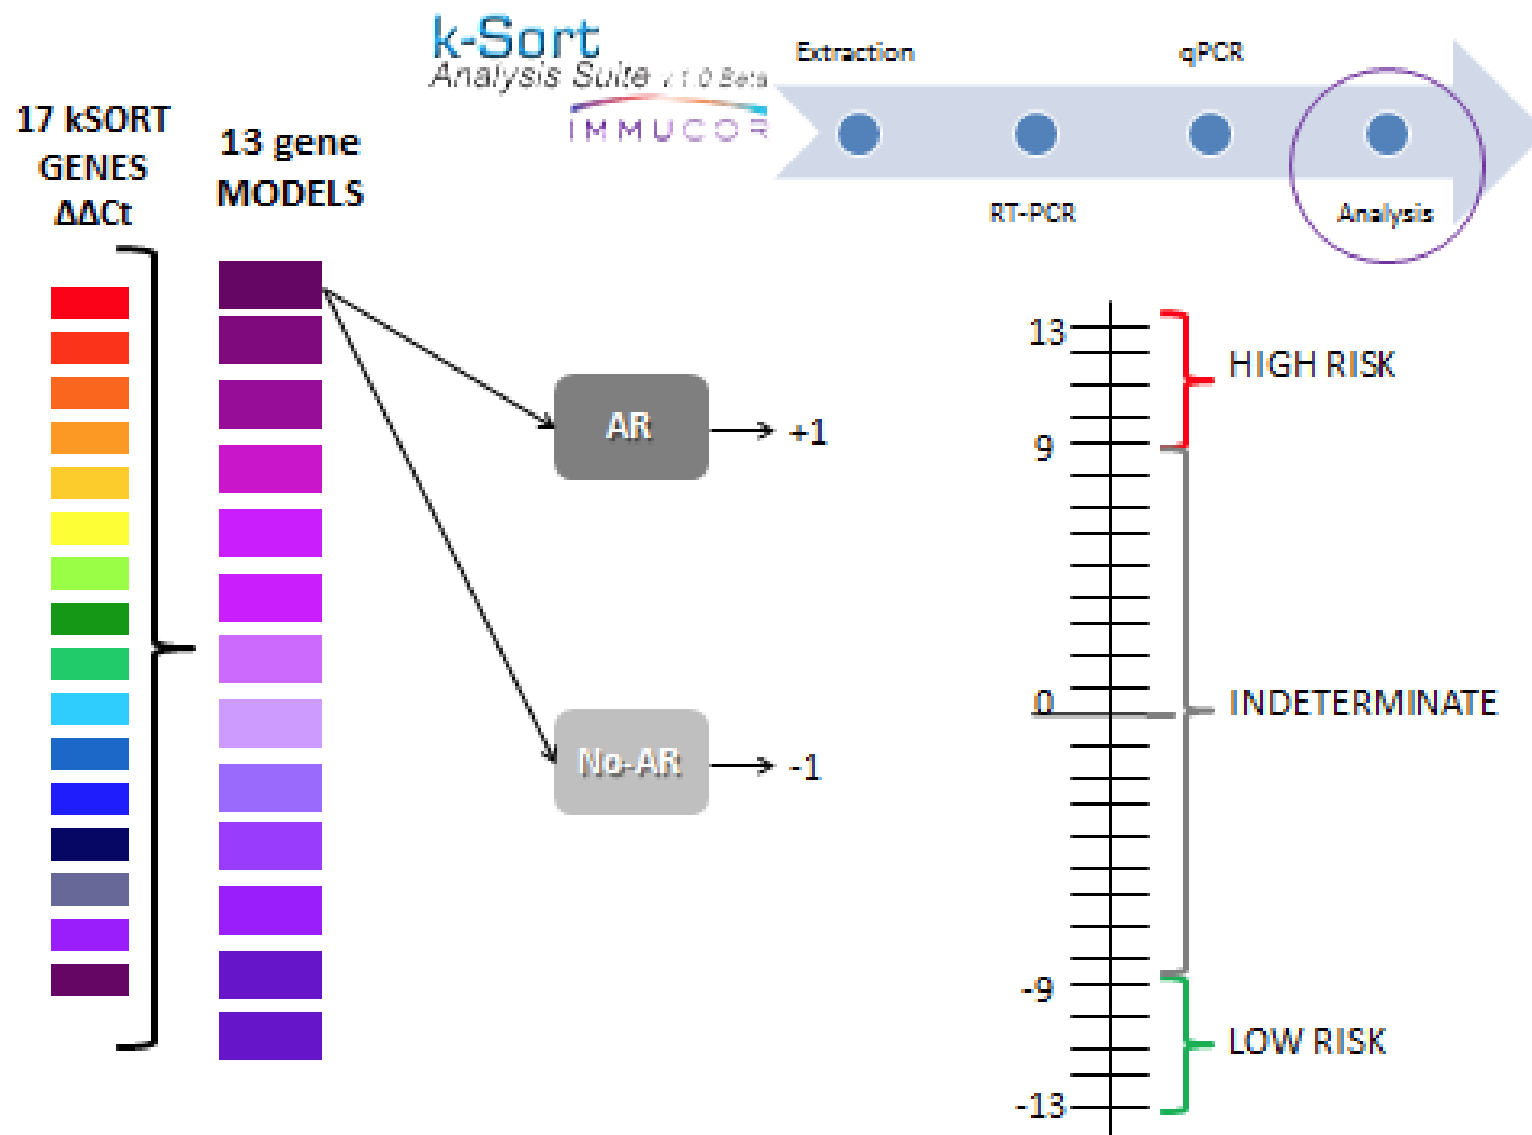 k-Sort
Analysis Suite v 1.0 Beta
IMMUCOR
Extraction
qPCR
RT-PCR
Analysis
17 kSORT
GENES
ΔΔCt
13 gene
MODELS
AR
+1
No-AR
-1
13
9
0
-9
-13
HIGH RISK
INDETERMINATE
LOW RISK